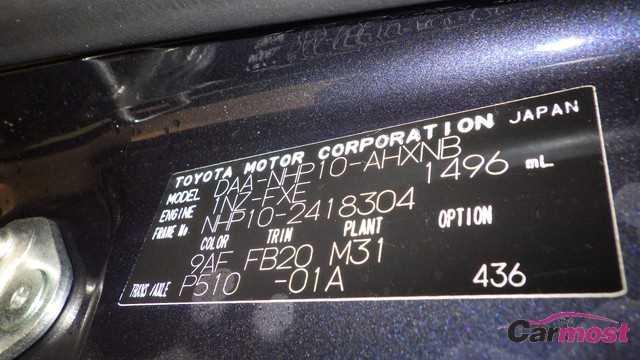 TOYOTA MOTOR CORPORATION JAPAN
MODEL DAA-NHP10-AHXNB
ENGINE 1NZ-FXE 1496 mL
FRAME No NHP10-2418304
COLOR TRIM PLANT OPTION
9AF FB20 M31
TRANS/AXLE P510 -01A 436
Carmost